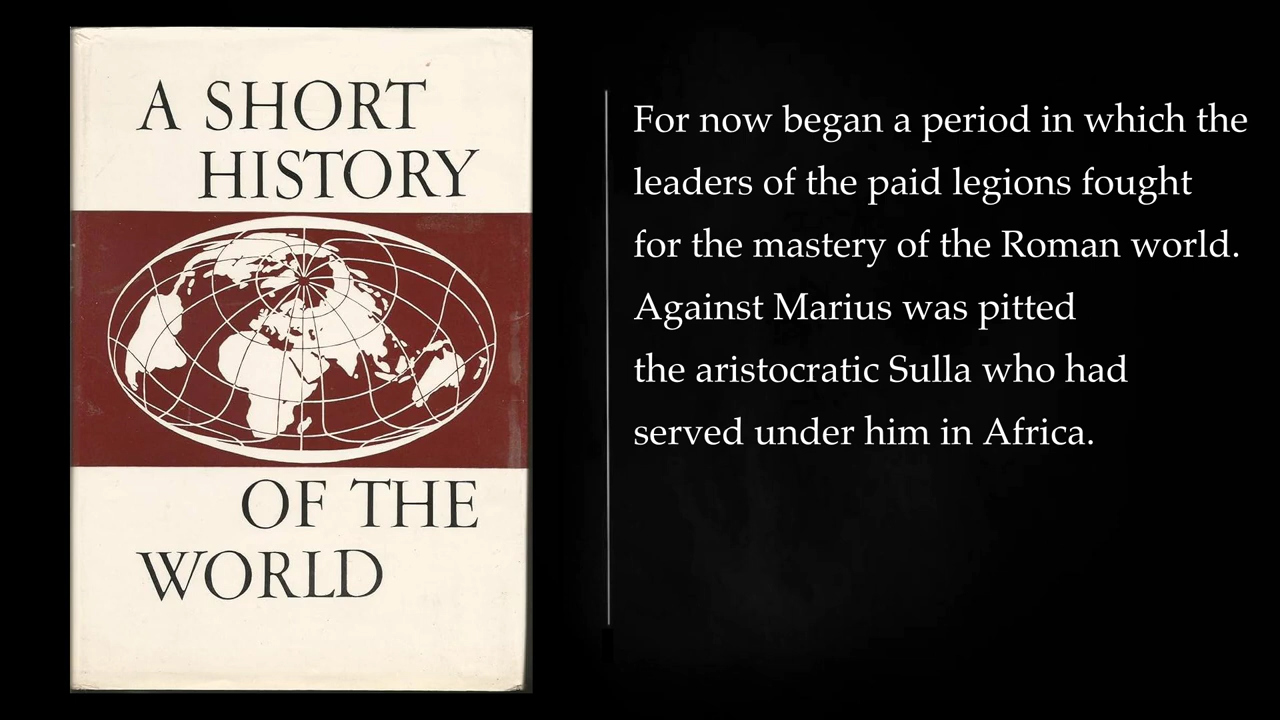 A SHORT
HISTORY
OF THE
WORLD
For now began a period in which the
leaders of the paid legions fought
for the mastery of the Roman world.
Against Marius was pitted
the aristocratic Sulla who had
served under him in Africa.